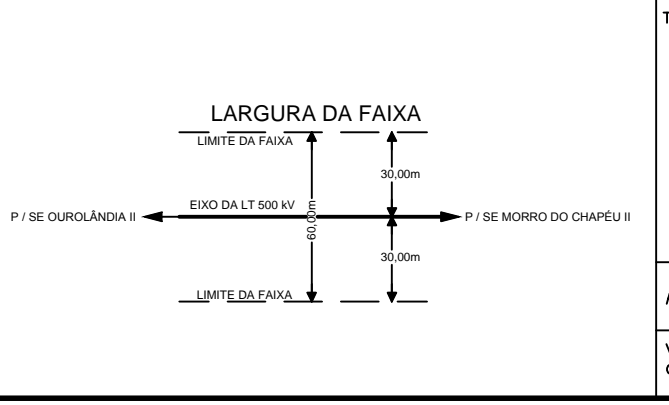 LARGURA DA FAIXA
LIMITE DA FAIXA
30,00m
EIXO DA LT 500 kV
P / SE OUROLÂNDIA II
60,00m
P / SE MORRO DO CHAPÉU II
30,00m
LIMITE DA FAIXA